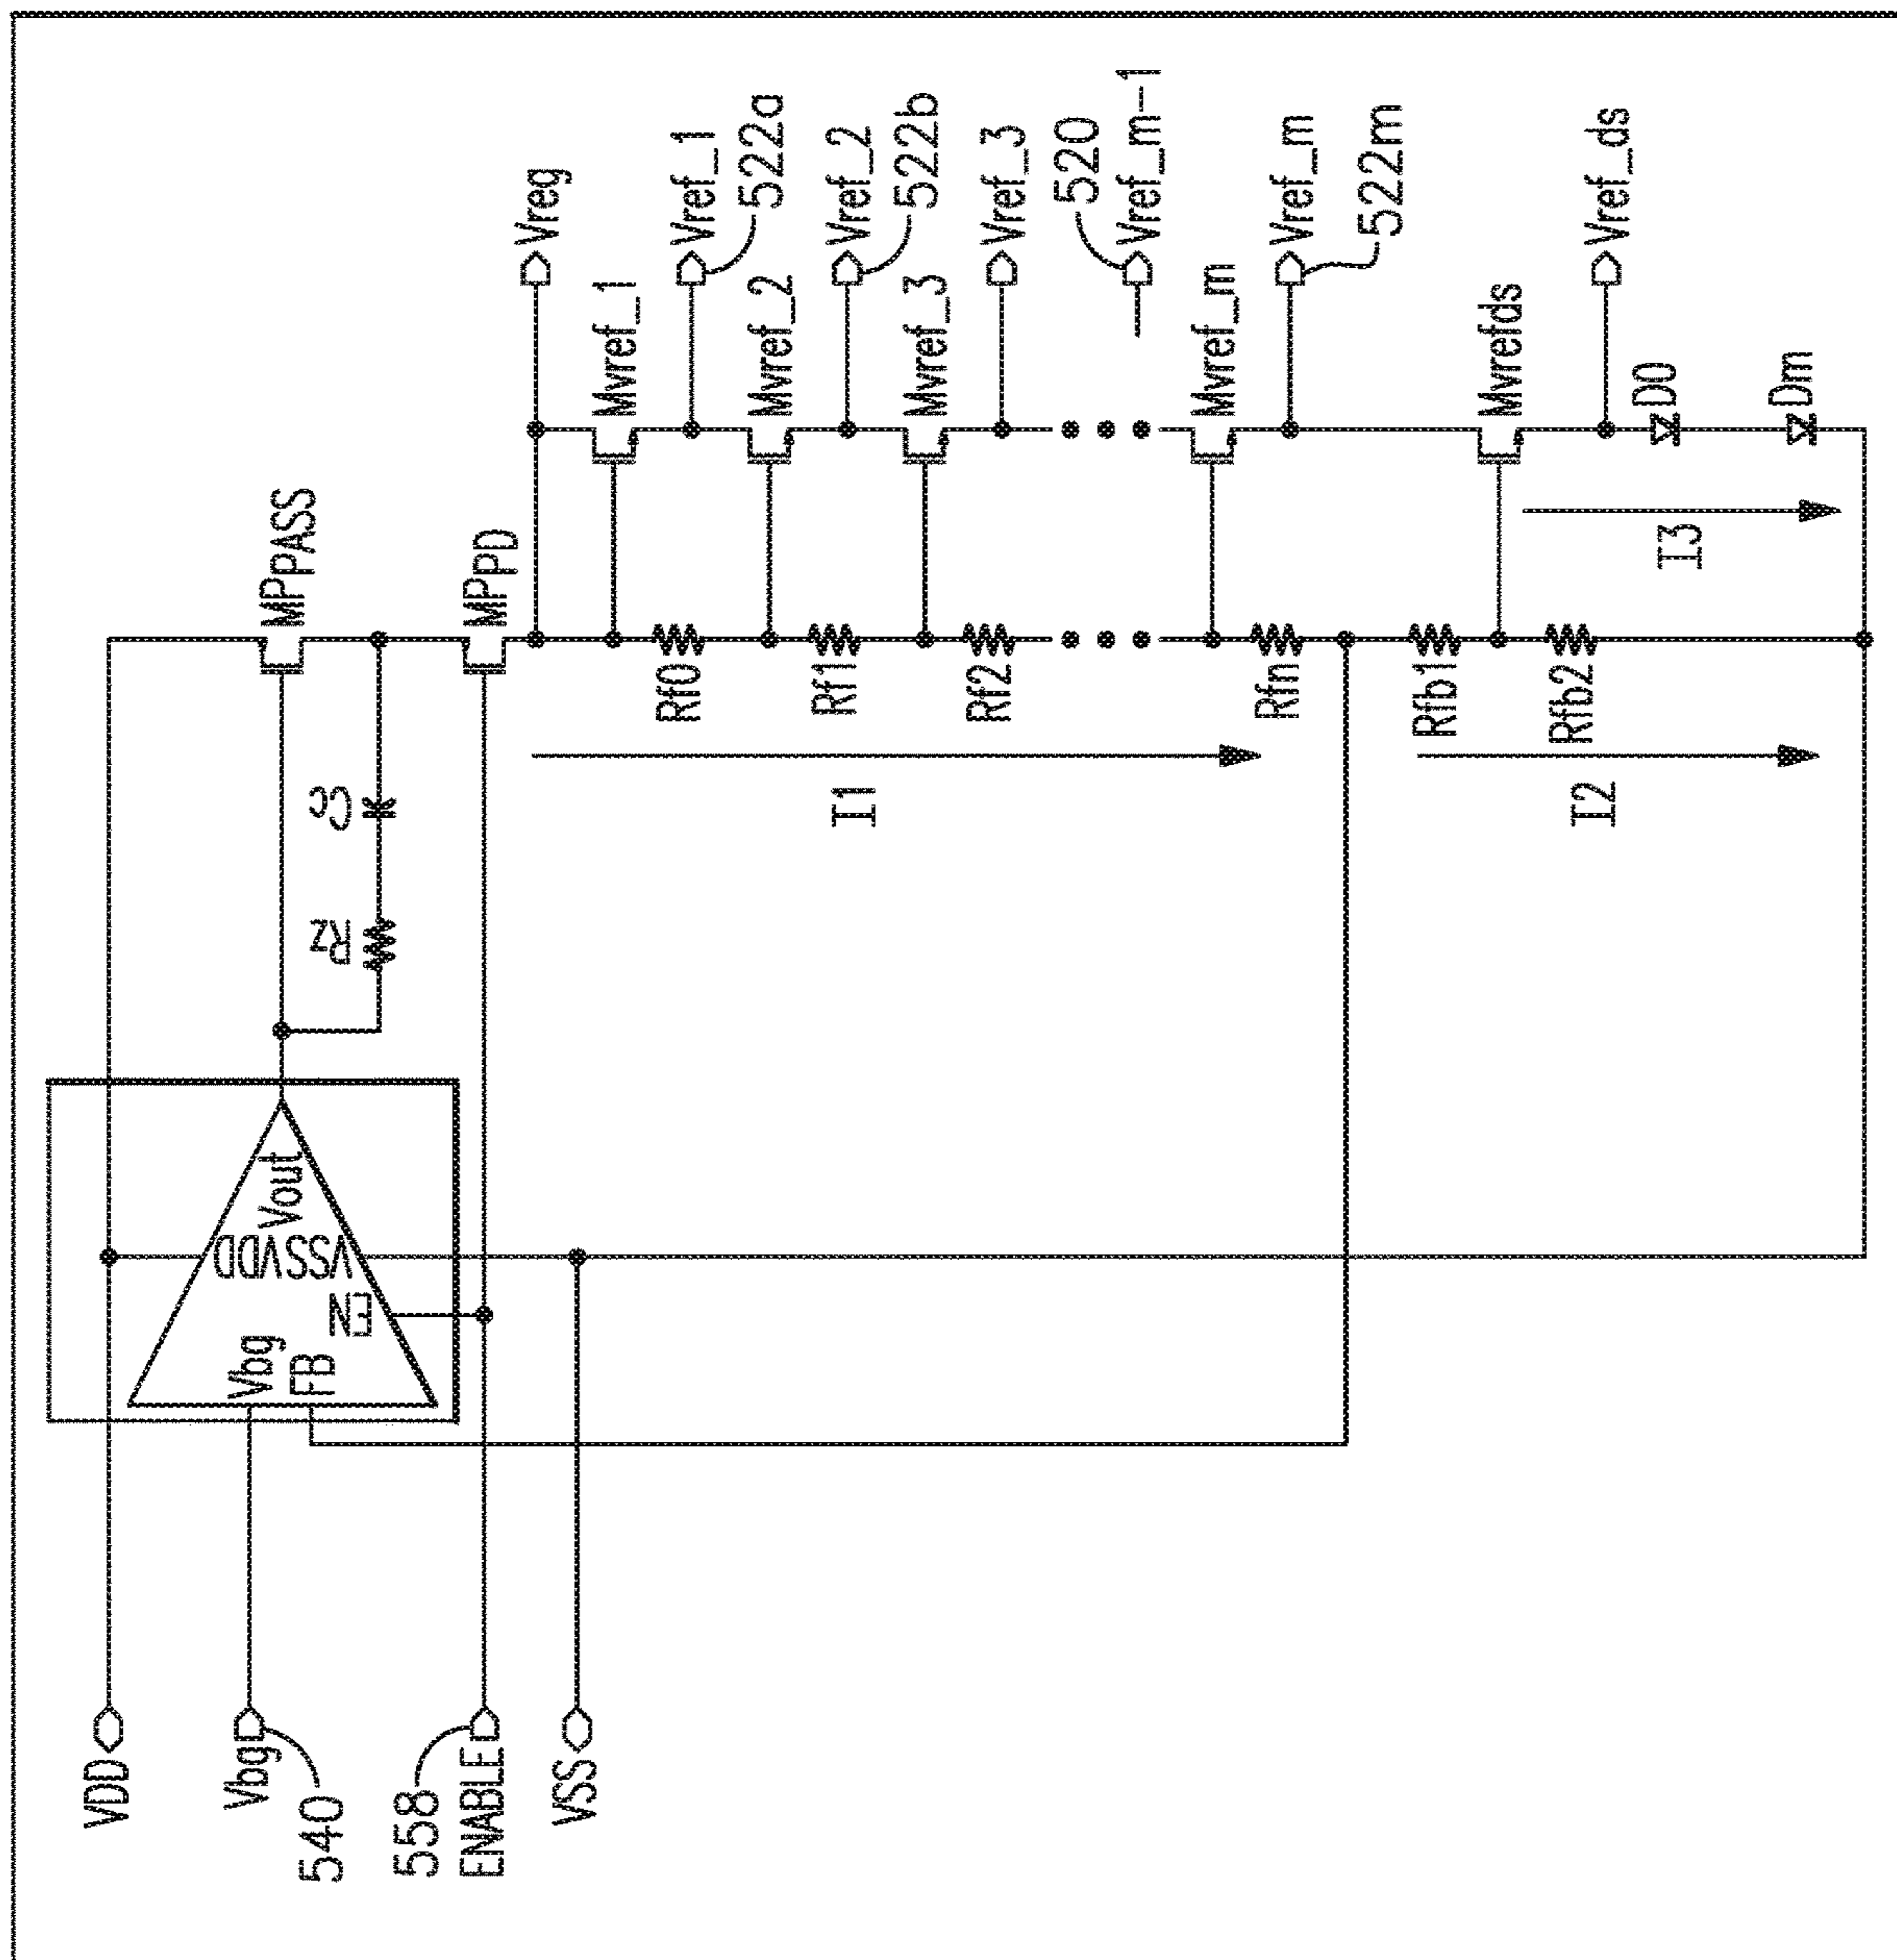 VDD
Vbg
540
558
ENABLE
VSS
Vbg
FB
EN
VSS
VDD
Vout
Rz
Cc
MPPASS
MPPD
Vreg
Mvref_1
Vref_1
522a
Rf0
Mvref_2
Vref_2
522b
Rf1
Mvref_3
Vref_3
Rf2
I1
520
Vref_m-1
Mvref_m
Vref_m
522m
Rfn
Rfb1
Mvrefds
Vref_ds
Rfb2
I2
I3
D0
Dm